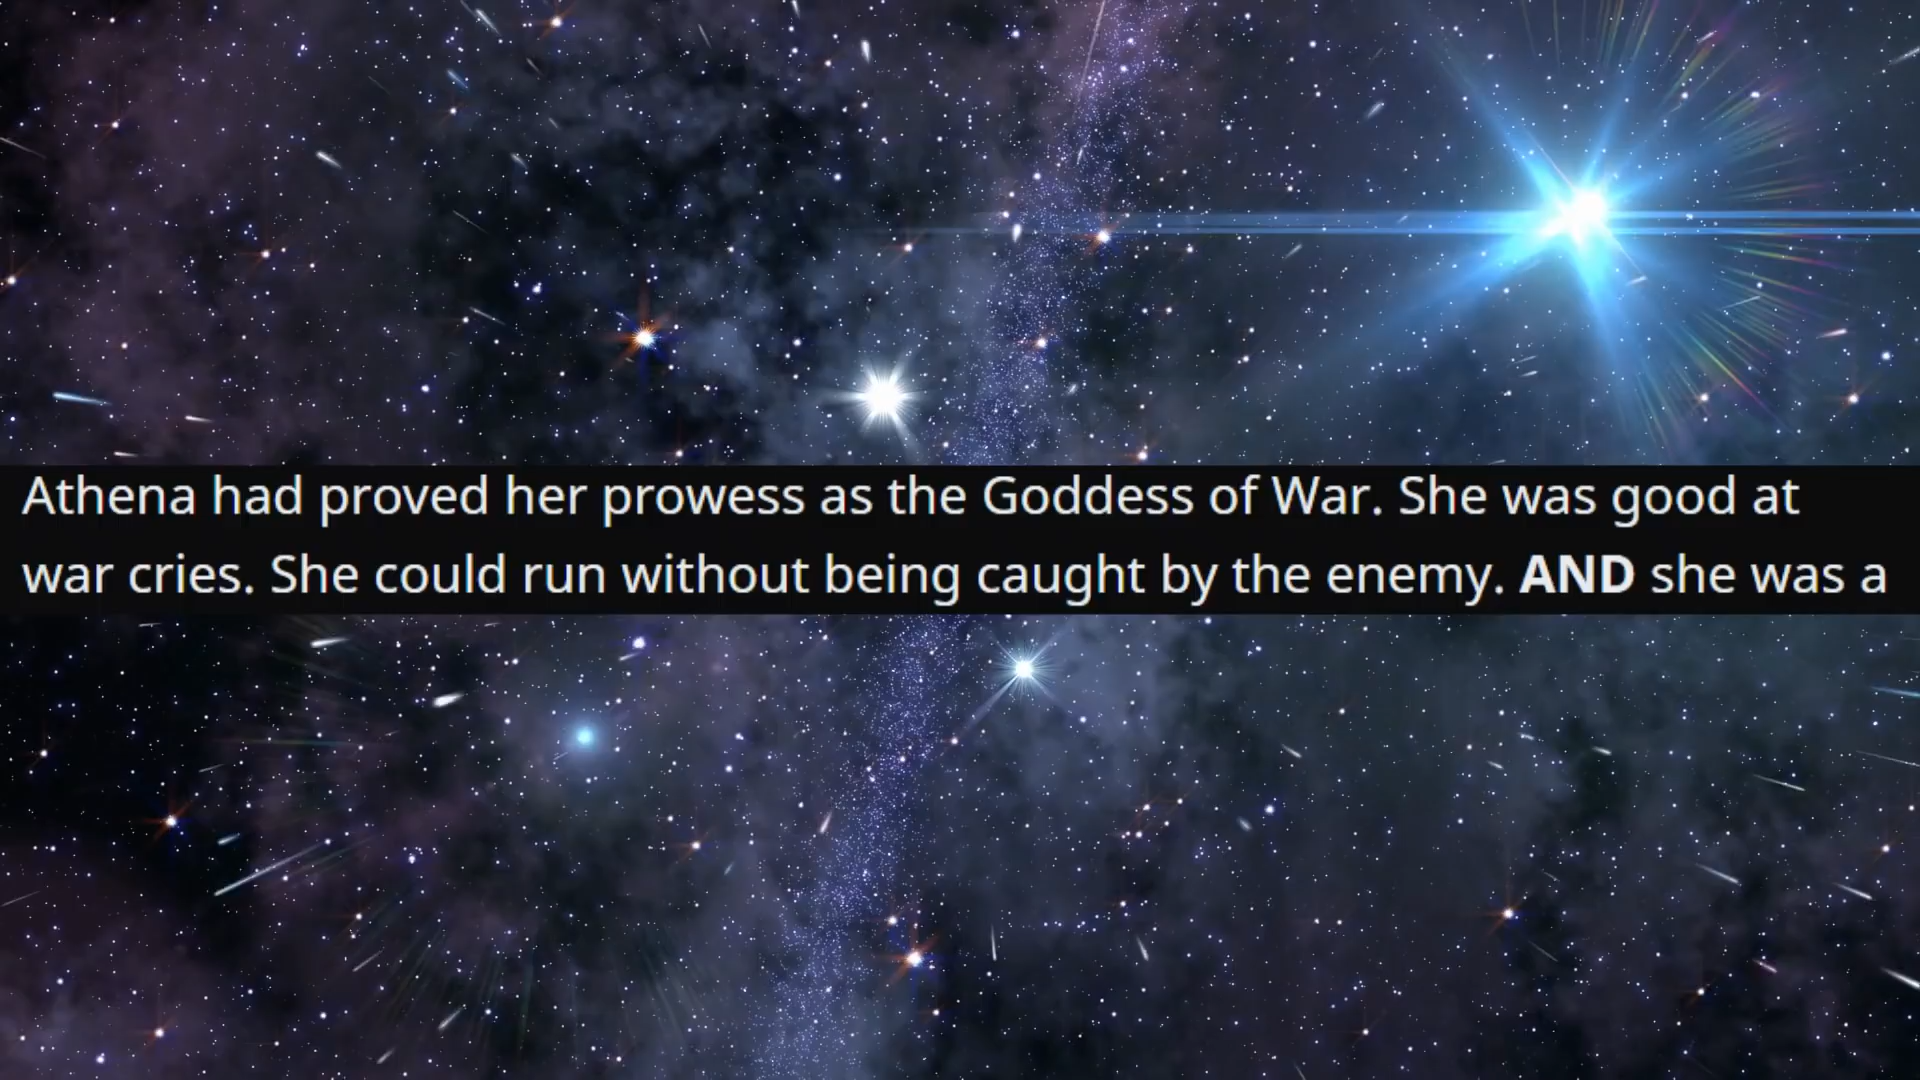 Athena had proved her prowess as the Goddess of War. She was good at
war cries. She could run without being caught by the enemy. AND she was a